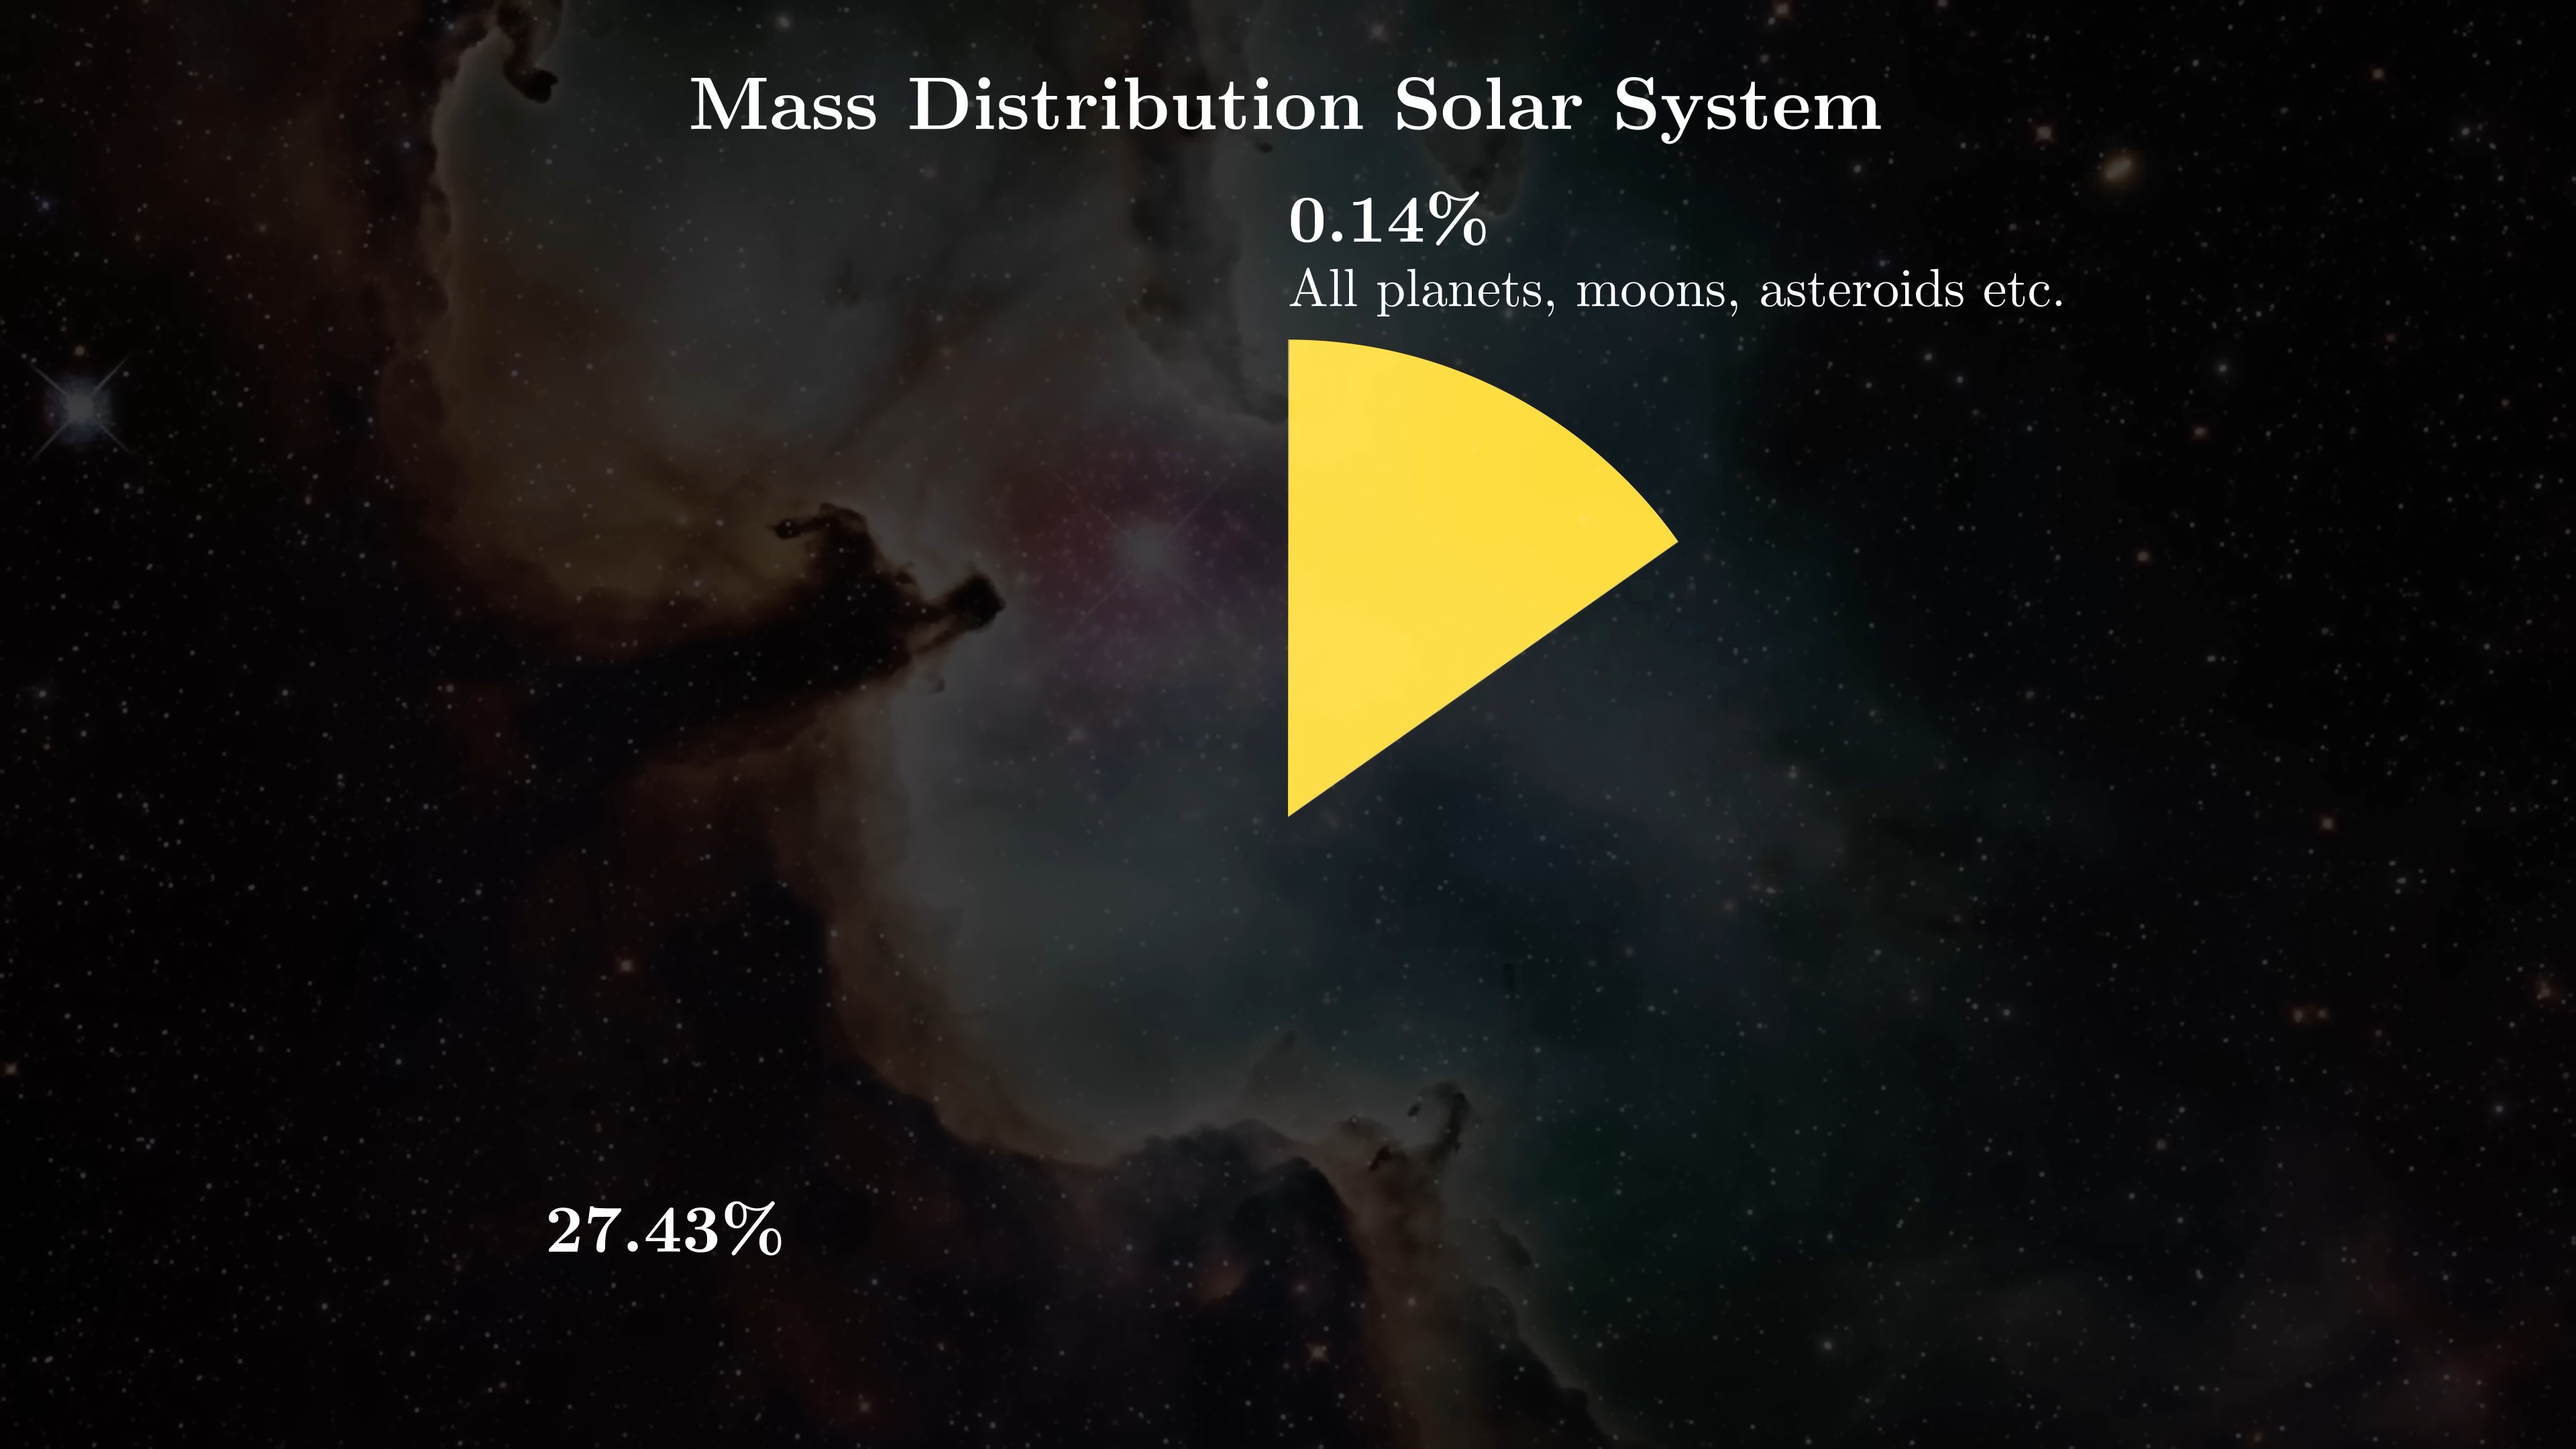 Mass Distribution Solar System
0.14%
All planets, moons, asteroids etc.
27.43%